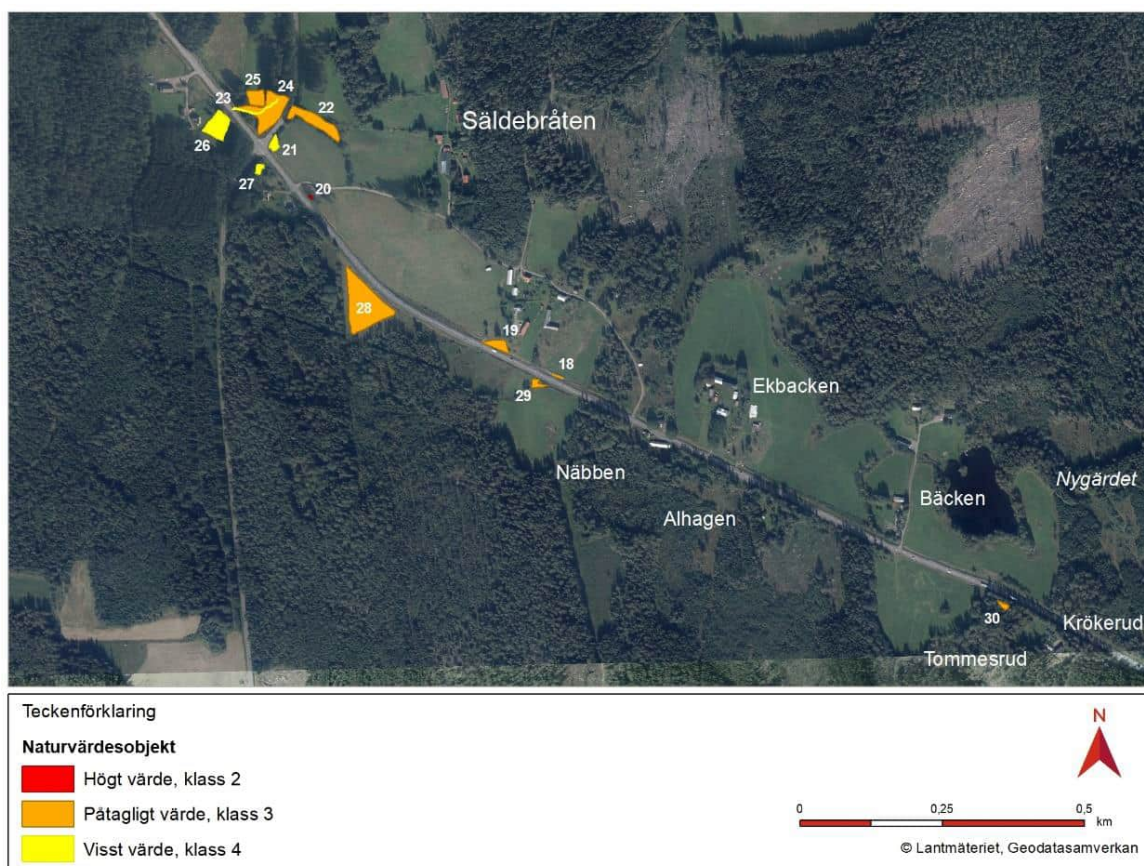 25
24
23
22
Säldebråten
26
21
27
20
28
19
18
29
Ekbacken
Näbben
Bäcken
Nygärdet
Alhagen
30
Krökerud
Tommesrud
Teckenförklaring
Naturvärdesobjekt
Högt värde, klass 2
Påtagligt värde, klass 3
Visst värde, klass 4
N
0 0,25 0,5
km
© Lantmäteriet, Geodatasamverkan